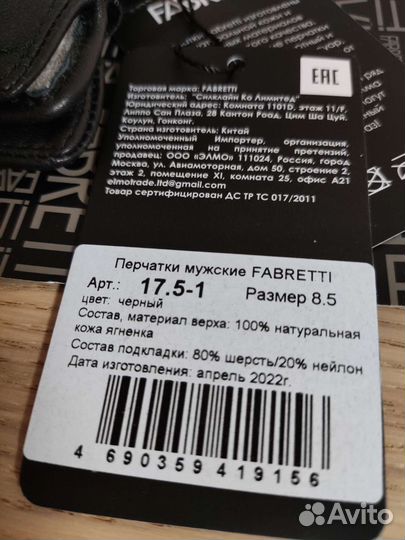 FABRETTI
EAC
Торговая марка: FABRETTI
Изготовитель: "Силклайн Ко Лимитед"
Юридический адрес: Комната 1101D, этаж 11/F,
Липпо Сан Плаза, 28 Кантон Роад, Цим Ша Цуй,
Коулун, Гонконг.
Страна изготовитель: Китай
Уполномоченный Импортер, организация,
уполномоченная на принятие претензий,
продавец: ООО «ЭЛМО» 111024, Россия, город
Москва, ул. Авиамоторная, дом 50, строение 2,
этаж 2, помещение XI, комната 25, офис А21
elmotrade.ltd@gmail.com
Товар сертифицирован ДС ТР ТС 017/2011
Перчатки мужские FABRETTI
Арт.: 17.5-1 Размер 8.5
цвет: черный
Состав, материал верха: 100% натуральная
кожа ягненка
Состав подкладки: 80% шерсть/20% нейлон
Дата изготовления: апрель 2022г.
4 690359 419156
Avito